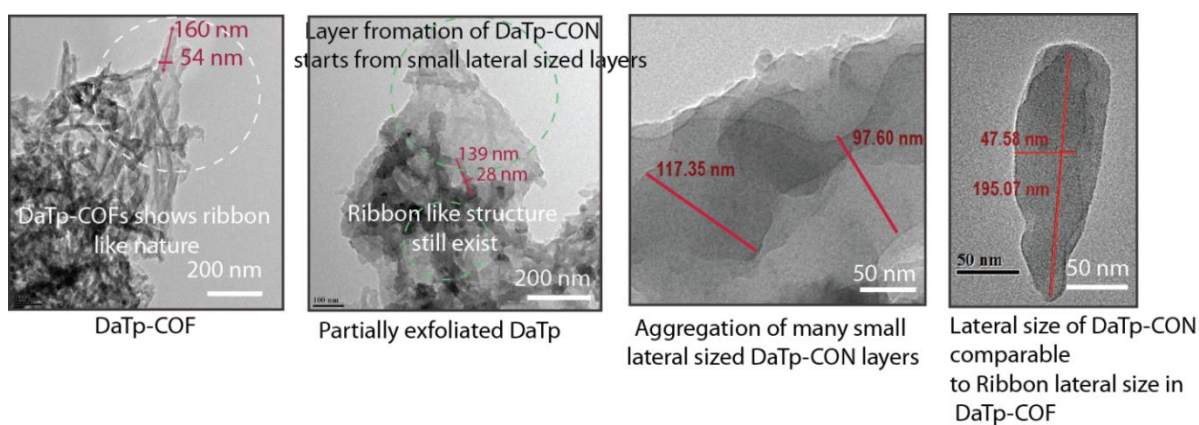 160 nm
54 nm
DaTp-COFs shows ribbon
like nature
200 nm
DaTp-COF
Layer fromation of DaTp-CON
starts from small lateral sized layers
139 nm
28 nm
Ribbon like structure
still exist
200 nm
100 nm
Partially exfoliated DaTp
117.35 nm
97.60 nm
50 nm
Aggregation of many small
lateral sized DaTp-CON layers
47.58 nm
195.07 nm
50 nm
50 nm
Lateral size of DaTp-CON
comparable
to Ribbon lateral size in
DaTp-COF